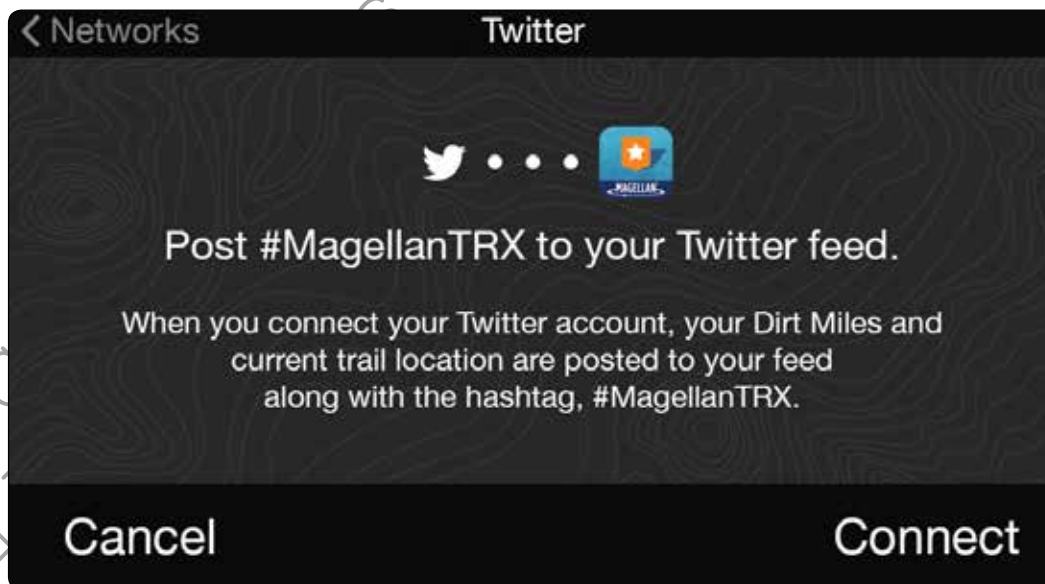 Networks
Twitter
MAGELLAN
Post #MagellanTRX to your Twitter feed.
When you connect your Twitter account, your Dirt Miles and
current trail location are posted to your feed
along with the hashtag, #MagellanTRX.
Cancel
Connect